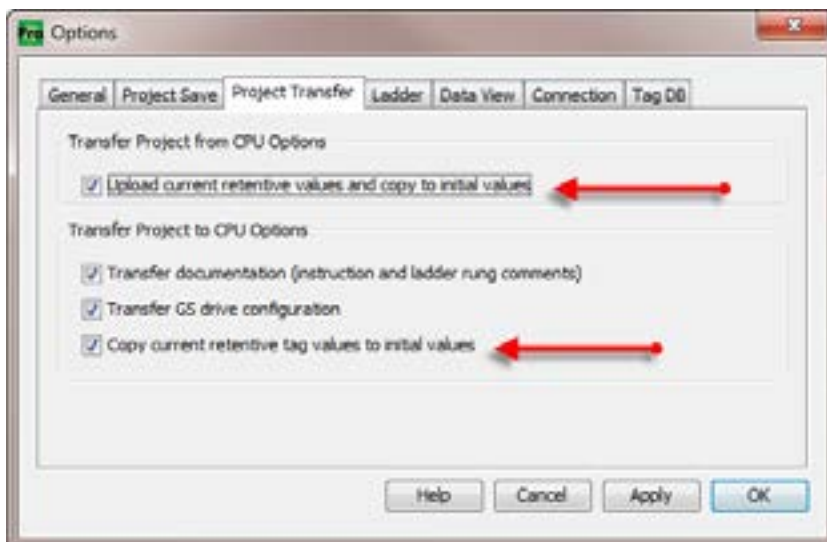 Pro Options
General Project Save Project Transfer Ladder Data View Connection Tag DB
Transfer Project from CPU Options
Upload current retentive values and copy to initial values
Transfer Project to CPU Options
Transfer documentation (instruction and ladder rung comments)
Transfer GS drive configuration
Copy current retentive tag values to initial values
Help Cancel Apply OK